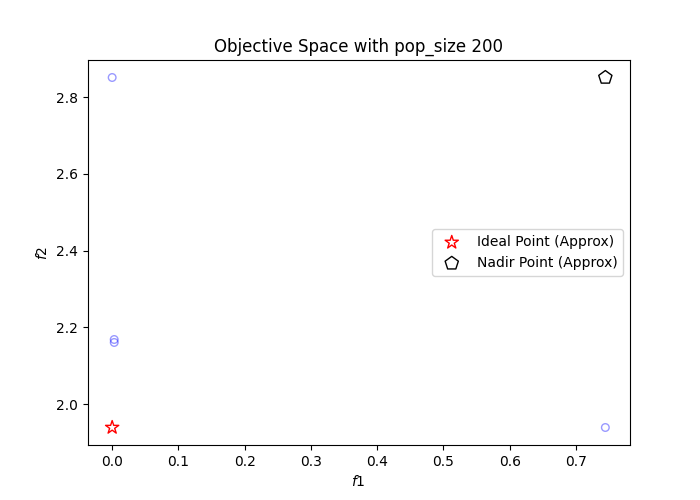 Objective Space with pop_size 200
f2
2.8
2.6
2.4
2.2
2.0
Ideal Point (Approx)
Nadir Point (Approx)
0.0 0.1 0.2 0.3 0.4 0.5 0.6 0.7
f1